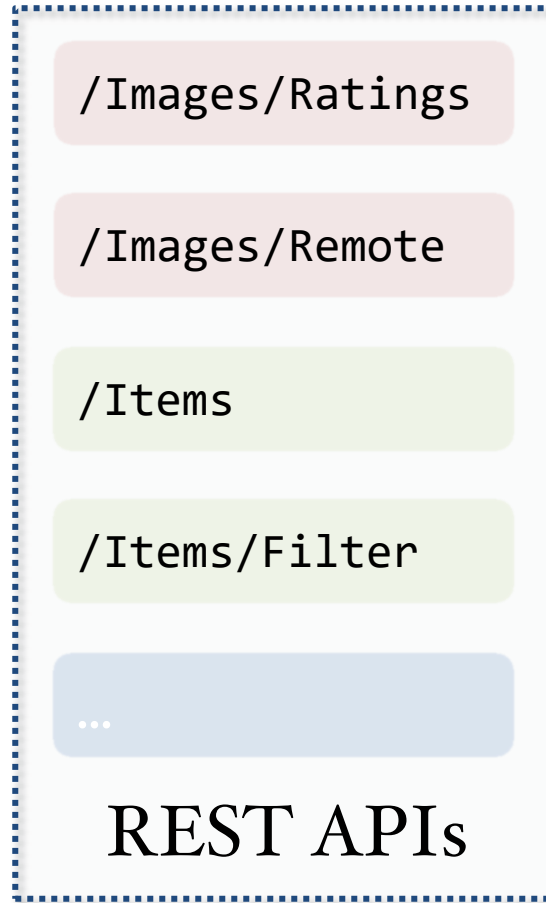 /Images/Ratings
/Images/Remote
/Items
/Items/Filter
…
REST APIs